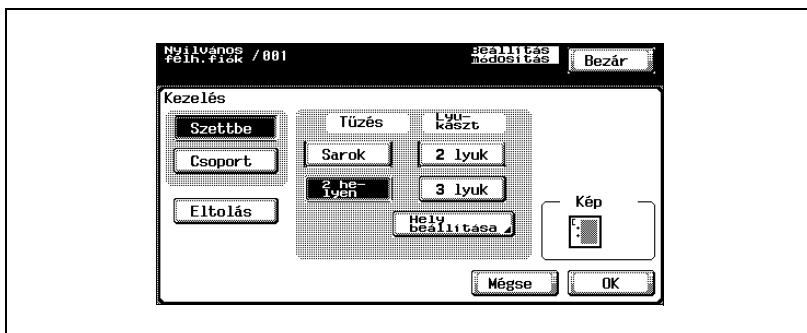 Nyilvános félh.fiók /001
Beállítás módosítás
Bezár
Kezelés
Szettbe
Csoport
Eltolás
Tűzés
Lyu-
kaszt
Sarok
2 lyuk
2 he-
lyen
3 lyuk
Hely
beállítása
Kép
Mégse
OK